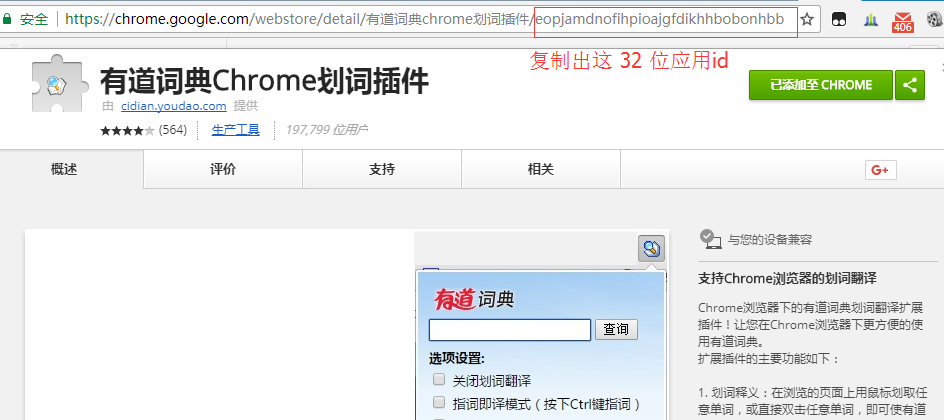 安全 https://chrome.google.com/webstore/detail/有道词典chrome划词插件/eopjamdnofihpioajgfdikhhbobonhbb
406
复制出这 32 位应用id
有道词典Chrome划词插件
由 cidian.youdao.com 提供
(564) 生产工具 197,799 位用户
已添加至 CHROME
概述 评价 支持 相关
G+
与您的设备兼容
支持Chrome浏览器的划词翻译
Chrome浏览器下的有道词典划词翻译扩展
插件！让您在Chrome浏览器下更方便的使
用有道词典。
扩展插件的主要功能如下：
1. 划词释义：在浏览的页面上用鼠标划取任
意单词，或直接双击任意单词，即可使有道
有道 词典
查询
选项设置:
关闭划词翻译
指词即译模式（按下Ctrl键指词）